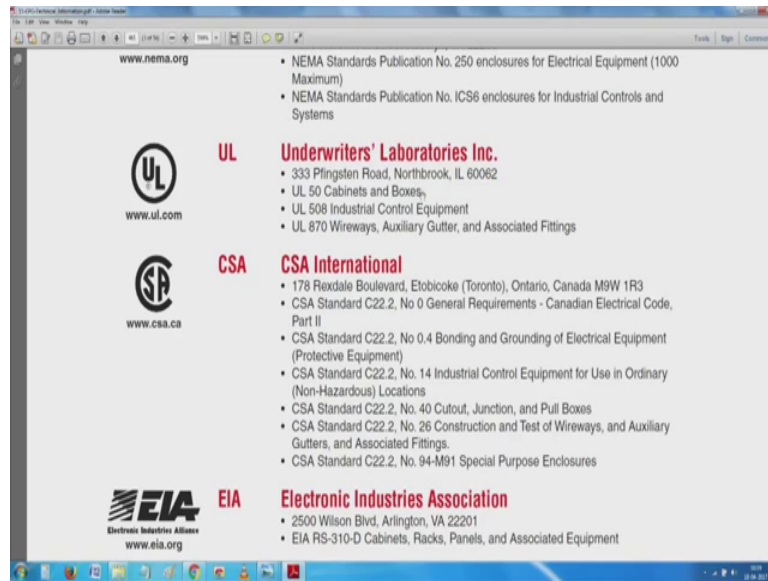 File Edit View Window Help
Tools Sign Comment
www.nema.org
• NEMA Standards Publication No. 250 enclosures for Electrical Equipment (1000
Maximum)
• NEMA Standards Publication No. ICS6 enclosures for Industrial Controls and
Systems
UL
www.ul.com
UL
Underwriters' Laboratories Inc.
• 333 Pfingsten Road, Northbrook, IL 60062
• UL 50 Cabinets and Boxes
• UL 508 Industrial Control Equipment
• UL 870 Wireways, Auxiliary Gutter, and Associated Fittings
SA
www.csa.ca
CSA
CSA International
• 178 Rexdale Boulevard, Etobicoke (Toronto), Ontario, Canada M9W 1R3
• CSA Standard C22.2, No 0 General Requirements - Canadian Electrical Code,
Part II
• CSA Standard C22.2, No 0.4 Bonding and Grounding of Electrical Equipment
(Protective Equipment)
• CSA Standard C22.2, No. 14 Industrial Control Equipment for Use in Ordinary
(Non-Hazardous) Locations
• CSA Standard C22.2, No. 40 Cutout, Junction, and Pull Boxes
• CSA Standard C22.2, No. 26 Construction and Test of Wireways, and Auxiliary
Gutters, and Associated Fittings.
• CSA Standard C22.2, No. 94-M91 Special Purpose Enclosures
EIA
Electronic Industries Alliance
www.eia.org
EIA
Electronic Industries Association
• 2500 Wilson Blvd, Arlington, VA 22201
• EIA RS-310-D Cabinets, Racks, Panels, and Associated Equipment